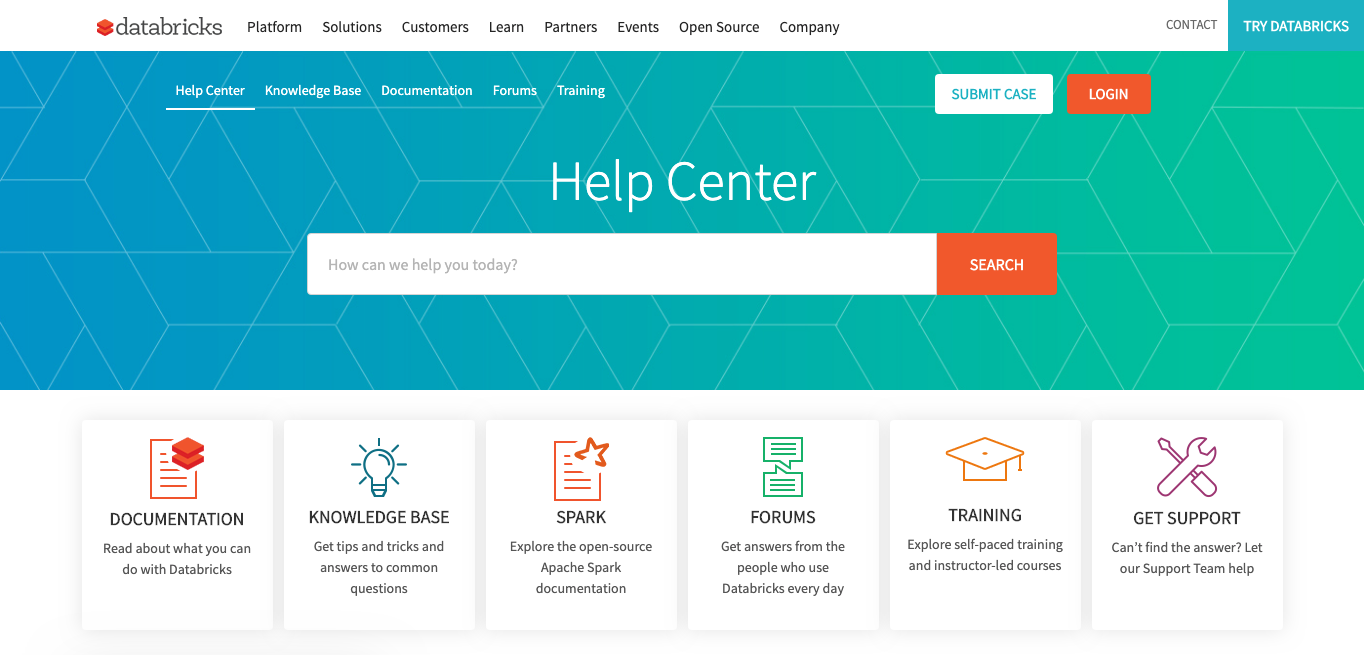 databricks
Platform Solutions Customers Learn Partners Events Open Source Company
CONTACT
TRY DATABRICKS
Help Center Knowledge Base Documentation Forums Training
SUBMIT CASE
LOGIN
Help Center
How can we help you today?
SEARCH
DOCUMENTATION
Read about what you can
do with Databricks
KNOWLEDGE BASE
Get tips and tricks and
answers to common
questions
SPARK
Explore the open-source
Apache Spark
documentation
FORUMS
Get answers from the
people who use
Databricks every day
TRAINING
Explore self-paced training
and instructor-led courses
GET SUPPORT
Can’t find the answer? Let
our Support Team help